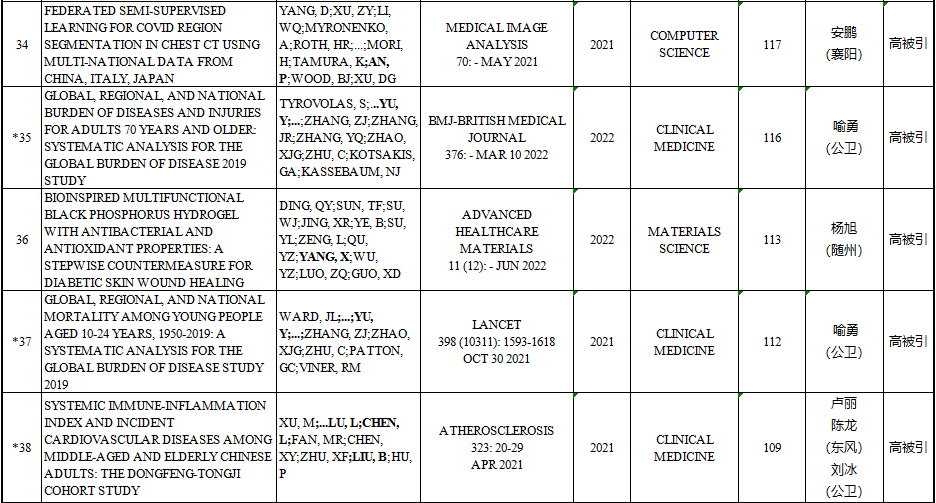 34
FEDERATED SEMI-SUPERVISED
LEARNING FOR COVID REGION
SEGMENTATION IN CHEST CT USING
MULTI-NATIONAL DATA FROM
CHINA, ITALY, JAPAN
YANG, D;XU, ZY;LI,
WQ;MYRONENKO,
A;ROTH, HR;...;MORI,
H;TAMURA, K;AN,
P;WOOD, BJ;XU, DG
MEDICAL IMAGE
ANALYSIS
70: - MAY 2021
2021
COMPUTER
SCIENCE
117
安鹏
(襄阳)
高被引
*35
GLOBAL, REGIONAL, AND NATIONAL
BURDEN OF DISEASES AND INJURIES
FOR ADULTS 70 YEARS AND OLDER:
SYSTEMATIC ANALYSIS FOR THE
GLOBAL BURDEN OF DISEASE 2019
STUDY
TYROVOLAS, S;...YU,
Y;...;ZHANG, ZJ;ZHANG,
JR;ZHANG, YQ;ZHAO,
XJG;ZHU, C;KOTSAKIS,
GA;KASSEBAUM, NJ
BMJ-BRITISH MEDICAL
JOURNAL
376: - MAR 10 2022
2022
CLINICAL
MEDICINE
116
喻勇
(公卫)
高被引
36
BIOINSPIRED MULTIFUNCTIONAL
BLACK PHOSPHORUS HYDROGEL
WITH ANTIBACTERIAL AND
ANTIOXIDANT PROPERTIES: A
STEPWISE COUNTERMEASURE FOR
DIABETIC SKIN WOUND HEALING
DING, QY;SUN, TF;SU,
WJ;JING, XR;YE, B;SU,
YL;ZENG, L;QU,
YZ;YANG, X;WU,
YZ;LUO, ZQ;GUO, XD
ADVANCED
HEALTHCARE
MATERIALS
11 (12): - JUN 2022
2022
MATERIALS
SCIENCE
113
杨旭
(随州)
高被引
*37
GLOBAL, REGIONAL, AND NATIONAL
MORTALITY AMONG YOUNG PEOPLE
AGED 10-24 YEARS, 1950-2019: A
SYSTEMATIC ANALYSIS FOR THE
GLOBAL BURDEN OF DISEASE STUDY
2019
WARD, JL;...;YU,
Y;...;ZHANG, ZJ;ZHAO,
XJG;ZHU, C;PATTON,
GC;VINER, RM
LANCET
398 (10311): 1593-1618
OCT 30 2021
2021
CLINICAL
MEDICINE
112
喻勇
(公卫)
高被引
*38
SYSTEMIC IMMUNE-INFLAMMATION
INDEX AND INCIDENT
CARDIOVASCULAR DISEASES AMONG
MIDDLE-AGED AND ELDERLY CHINESE
ADULTS: THE DONGFENG-TONGJI
COHORT STUDY
XU, M;...LU, L;CHEN,
L;FAN, MR;CHEN,
XY;ZHU, XF;LIU, B;HU,
P
ATHEROSCLEROSIS
323: 20-29
APR 2021
2021
CLINICAL
MEDICINE
109
卢丽
陈龙
(东风)
刘冰
(公卫)
高被引